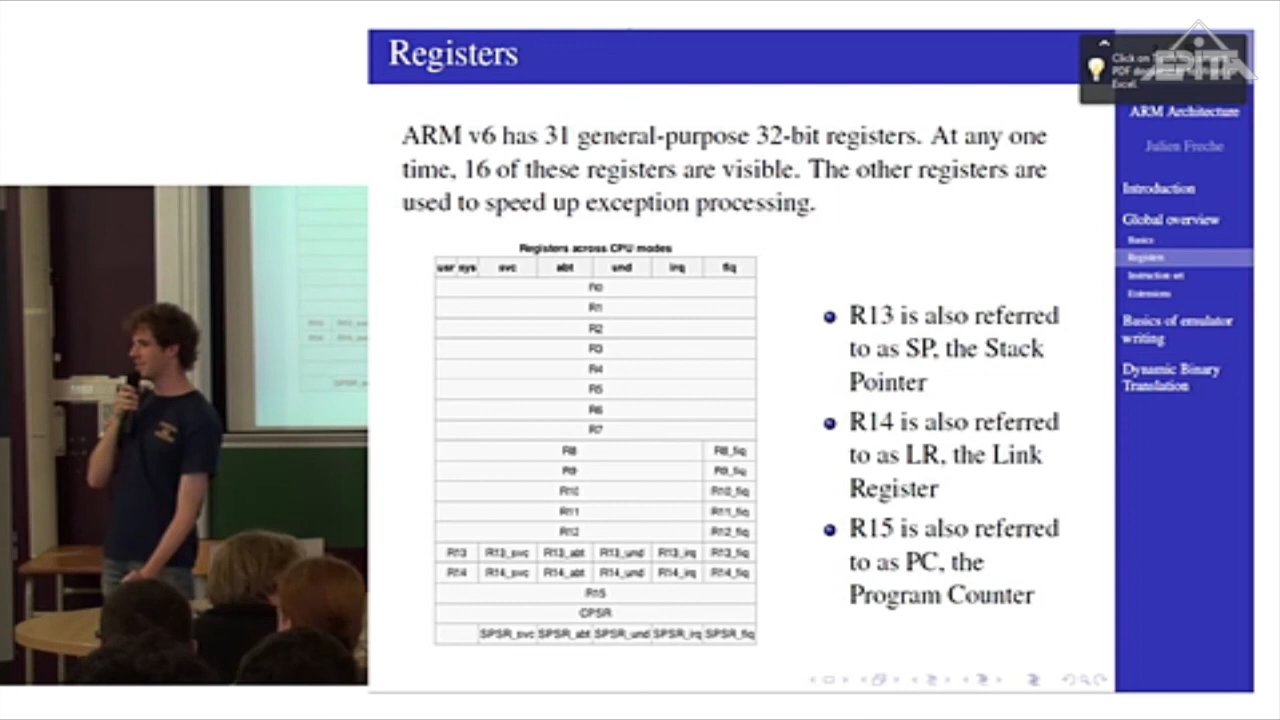 Registers
ARM v6 has 31 general-purpose 32-bit registers. At any one
time, 16 of these registers are visible. The other registers are
used to speed up exception processing.
Registers across CPU modes
usr sys svc abt und irq fiq
R0
R1
R2
R3
R4
R5
R6
R7
R8 R8_fiq
R9 R9_fiq
R10 R10_fiq
R11 R11_fiq
R12 R12_fiq
R13 R13_svc R13_abt R13_und R13_irq R13_fiq
R14 R14_svc R14_abt R14_und R14_irq R14_fiq
R15
CPSR
SPSR_svc SPSR_abt SPSR_und SPSR_irq SPSR_fiq
R13 is also referred
to as SP, the Stack
Pointer
R14 is also referred
to as LR, the Link
Register
R15 is also referred
to as PC, the
Program Counter
EPITA
Click on
PDF
Excel.
ARM Architecture
Julien Freche
Introduction
Global overview
Basics
Registers
Instruction set
Extensions
Basics of emulator
writing
Dynamic Binary
Translation